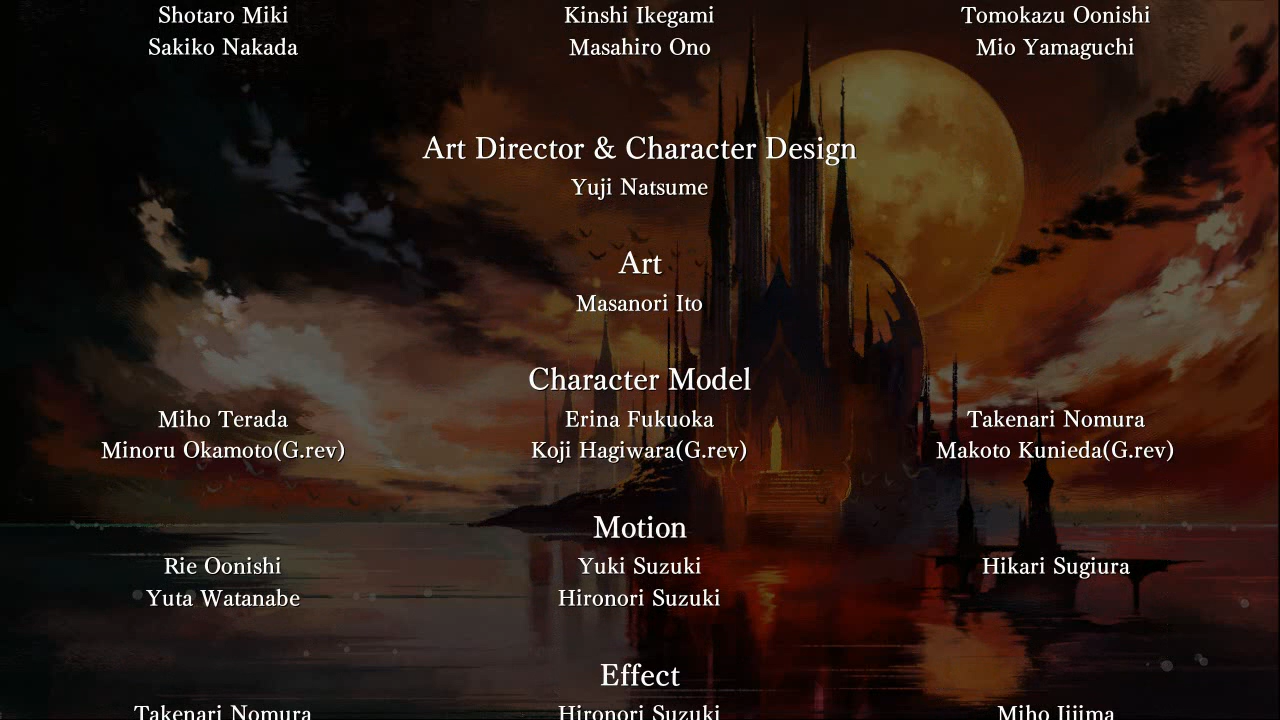 Shotaro Miki Kinshi Ikegami Tomokazu Oonishi
Sakiko Nakada Masahiro Ono Mio Yamaguchi
Art Director & Character Design
Yuji Natsume
Art
Masanori Ito
Character Model
Miho Terada Erina Fukuoka Takenari Nomura
Minoru Okamoto(G.rev) Koji Hagiwara(G.rev) Makoto Kunieda(G.rev)
Motion
Rie Oonishi Yuki Suzuki Hikari Sugiura
Yuta Watanabe Hironori Suzuki
Effect
Takenari Nomura Hironori Suzuki Miho Iijima